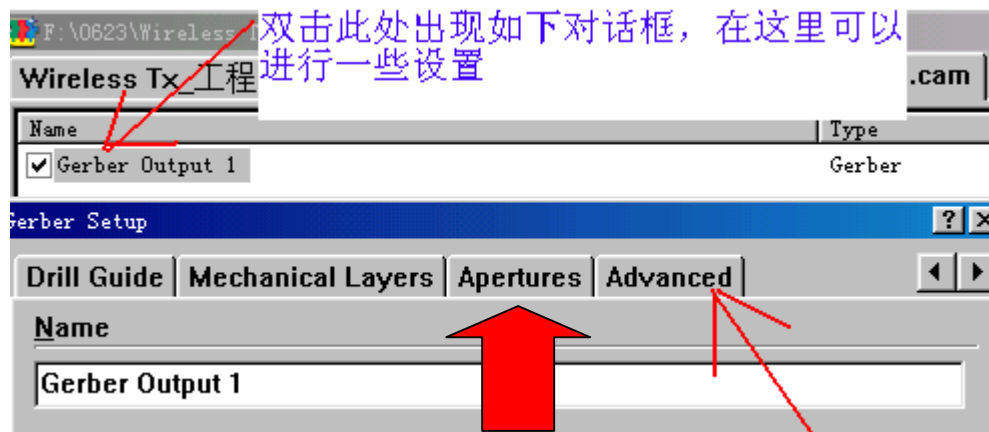 F:\0623\Wireless
双击此处出现如下对话框，在这里可以
进行一些设置
Wireless Tx_工程
.cam
Name Type
Gerber Output 1 Gerber
Gerber Setup
Drill Guide Mechanical Layers Apertures Advanced
Name
Gerber Output 1